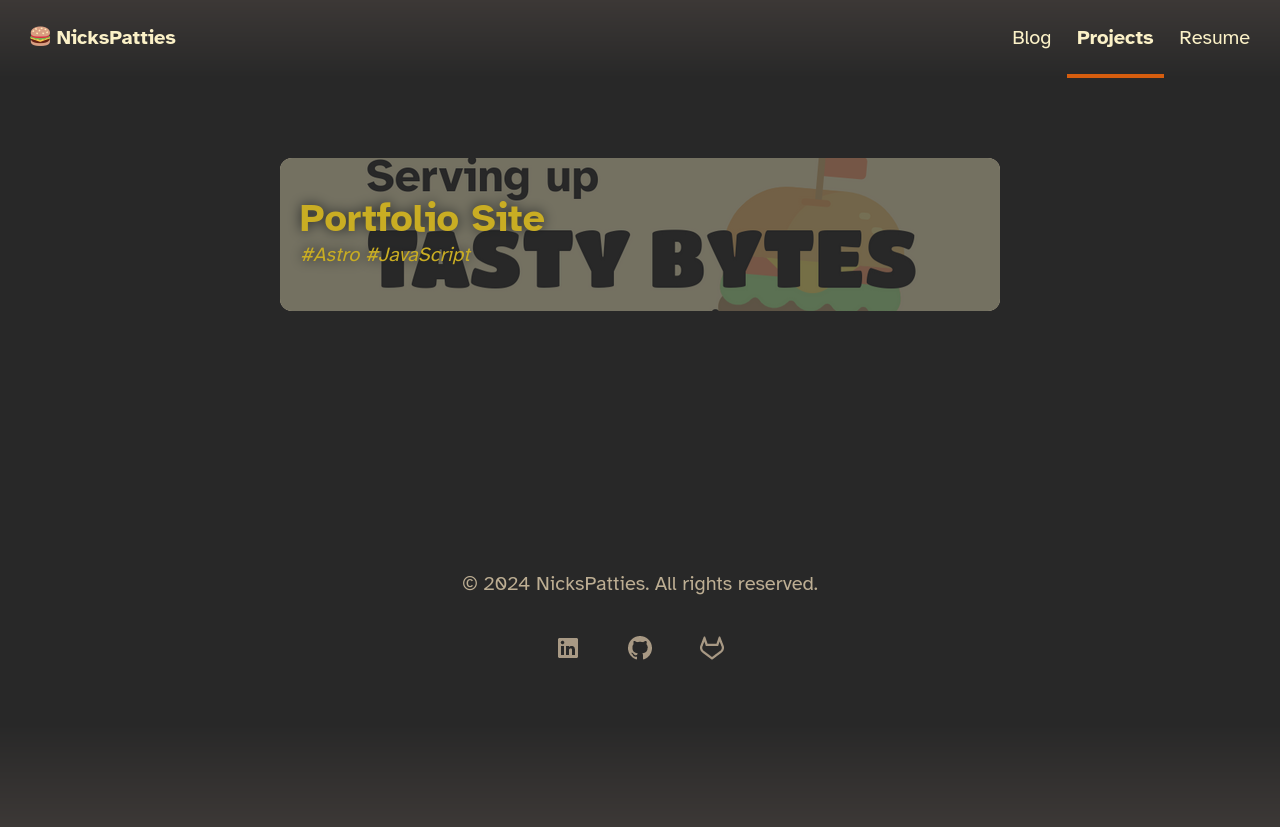 🍔 NicksPatties
Blog Projects Resume
Serving up
Portfolio Site
TASTY BYTES
#Astro #JavaScript
© 2024 NicksPatties. All rights reserved.